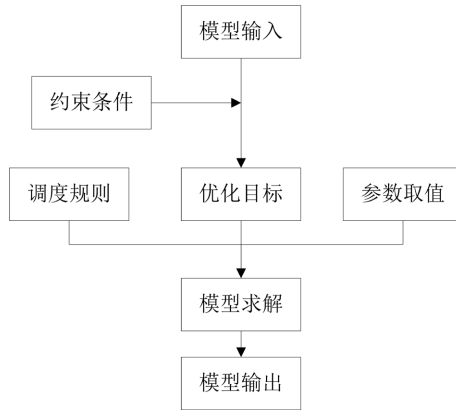 模型输入
约束条件
调度规则
优化目标
参数取值
模型求解
模型输出